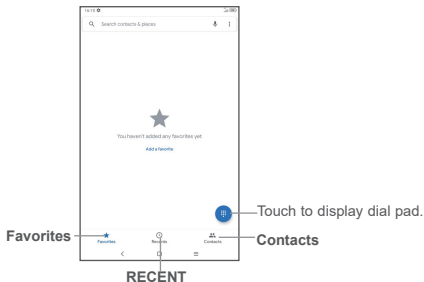 16:18
Search contacts & places
You haven't added any favorites yet
Add a favorite
Touch to display dial pad.
Favorites
Favorites
Recents
Contacts
Contacts
RECENT